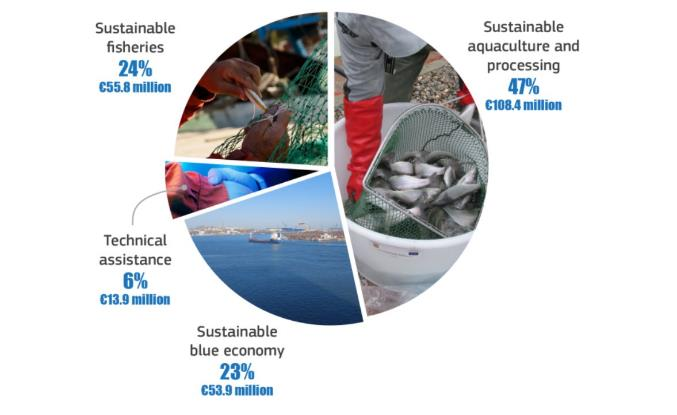 Sustainable
fisheries
24%
€55.8 million
Sustainable
aquaculture and
processing
47%
€108.4 million
Technical
assistance
6%
€13.9 million
Sustainable
blue economy
23%
€53.9 million